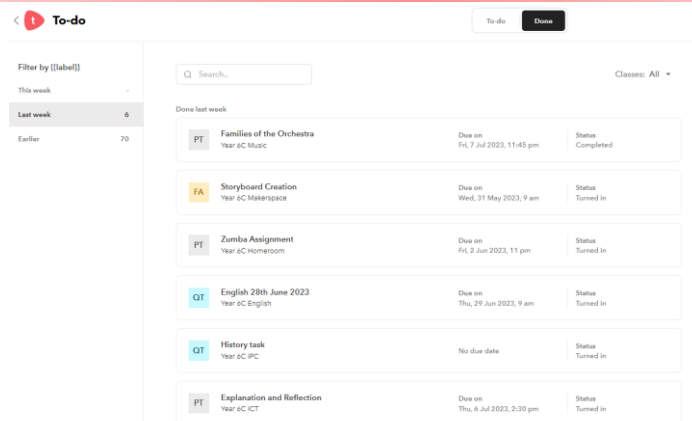 t To-do
To-do Done
Filter by {{label}}
This week -
Last week 6
Earlier 70
Search..
Classes: All
Done last week
PT Families of the Orchestra
Year 6C Music
Due on
Fri, 7 Jul 2023, 11:45 pm
Status
Completed
FA Storyboard Creation
Year 6C Makerspace
Due on
Wed, 31 May 2023, 9 am
Status
Turned in
PT Zumba Assignment
Year 6C Homeroom
Due on
Fri, 2 Jun 2023, 11 pm
Status
Turned in
QT English 28th June 2023
Year 6C English
Due on
Thu, 29 Jun 2023, 9 am
Status
Turned in
QT History task
Year 6C IPC
No due date
Status
Turned in
PT Explanation and Reflection
Year 6C ICT
Due on
Thu, 6 Jul 2023, 2:30 pm
Status
Turned in